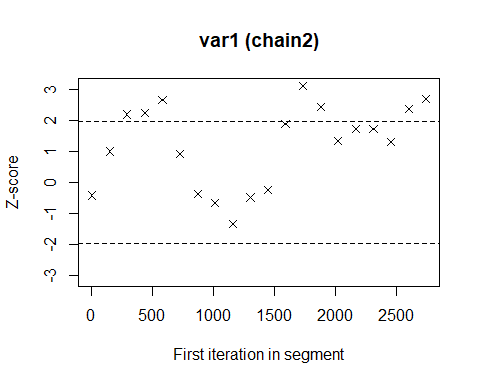 var1 (chain2)
Z-score
3
2
1
0
-1
-2
-3
0 500 1000 1500 2000 2500
First iteration in segment